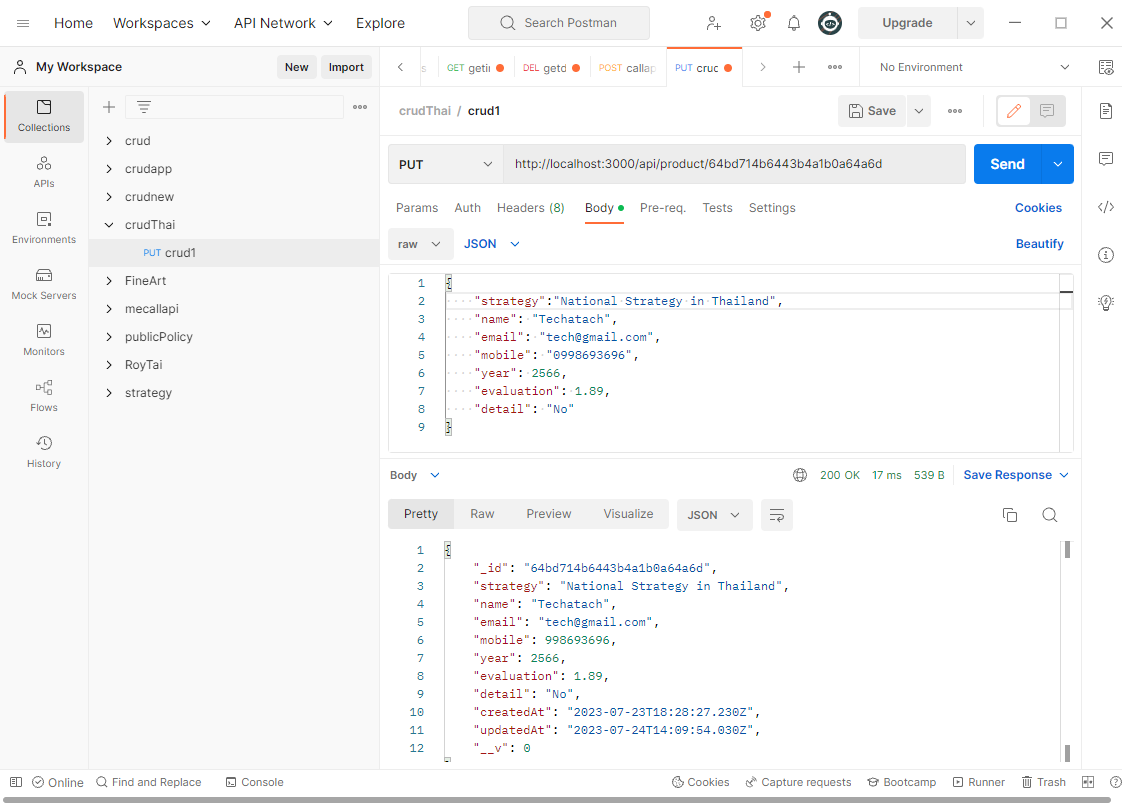 Home Workspaces API Network Explore Search Postman Upgrade
My Workspace New Import GET getin DEL getd POST callap PUT cruc No Environment
Collections
APIs
Environments
Mock Servers
Monitors
Flows
History
crud
crudapp
crudnew
crudThai
PUT crud1
FineArt
mecallapi
publicPolicy
RoyTai
strategy
crudThai / crud1 Save
PUT http://localhost:3000/api/product/64bd714b6443b4a1b0a64a6d Send
Params Auth Headers (8) Body Pre-req. Tests Settings Cookies
raw JSON Beautify
1 {
2 "strategy":"National Strategy in Thailand",
3 "name": "Techatach",
4 "email": "tech@gmail.com",
5 "mobile": "0998693696",
6 "year": 2566,
7 "evaluation": 1.89,
8 "detail": "No"
9 }
Body 200 OK 17 ms 539 B Save Response
Pretty Raw Preview Visualize JSON
1 {
2 "_id": "64bd714b6443b4a1b0a64a6d",
3 "strategy": "National Strategy in Thailand",
4 "name": "Techatach",
5 "email": "tech@gmail.com",
6 "mobile": 998693696,
7 "year": 2566,
8 "evaluation": 1.89,
9 "detail": "No",
10 "createdAt": "2023-07-23T18:28:27.230Z",
11 "updatedAt": "2023-07-24T14:09:54.030Z",
12 "__v": 0
Online Find and Replace Console Cookies Capture requests Bootcamp Runner Trash